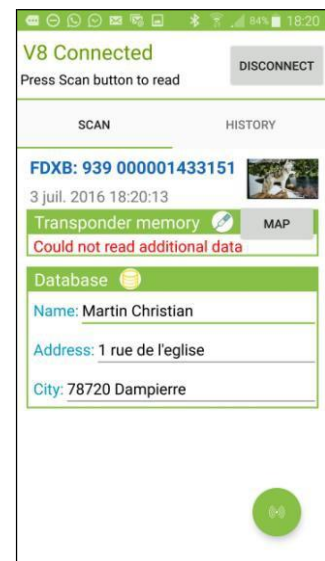 84% 18:20
V8 Connected
Press Scan button to read
DISCONNECT
SCAN HISTORY
FDXB: 939 000001433151
3 juil. 2016 18:20:13
Transponder memory MAP
Could not read additional data
Database
Name: Martin Christian
Address: 1 rue de l'eglise
City: 78720 Dampierre